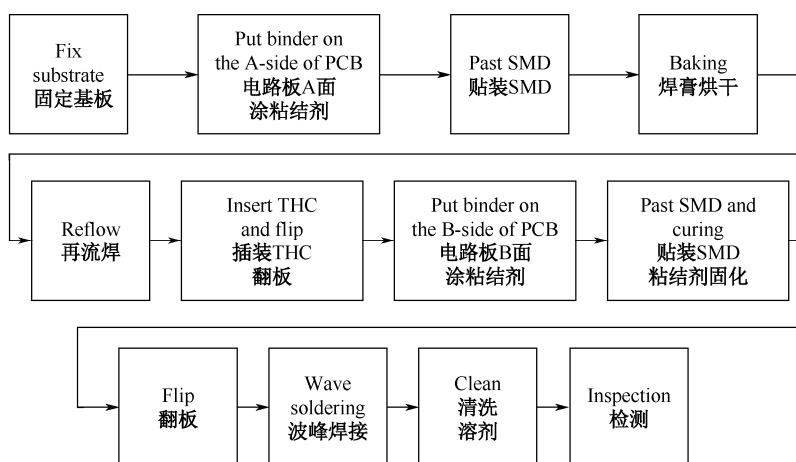 Fix
substrate
固定基板
Put binder on
the A-side of PCB
电路板A面
涂粘结剂
Past SMD
贴装SMD
Baking
焊膏烘干
Reflow
再流焊
Insert THC
and flip
插装THC
翻板
Put binder on
the B-side of PCB
电路板B面
涂粘结剂
Past SMD and
curing
贴装SMD
粘结剂固化
Flip
翻板
Wave
soldering
波峰焊接
Clean
清洗
溶剂
Inspection
检测